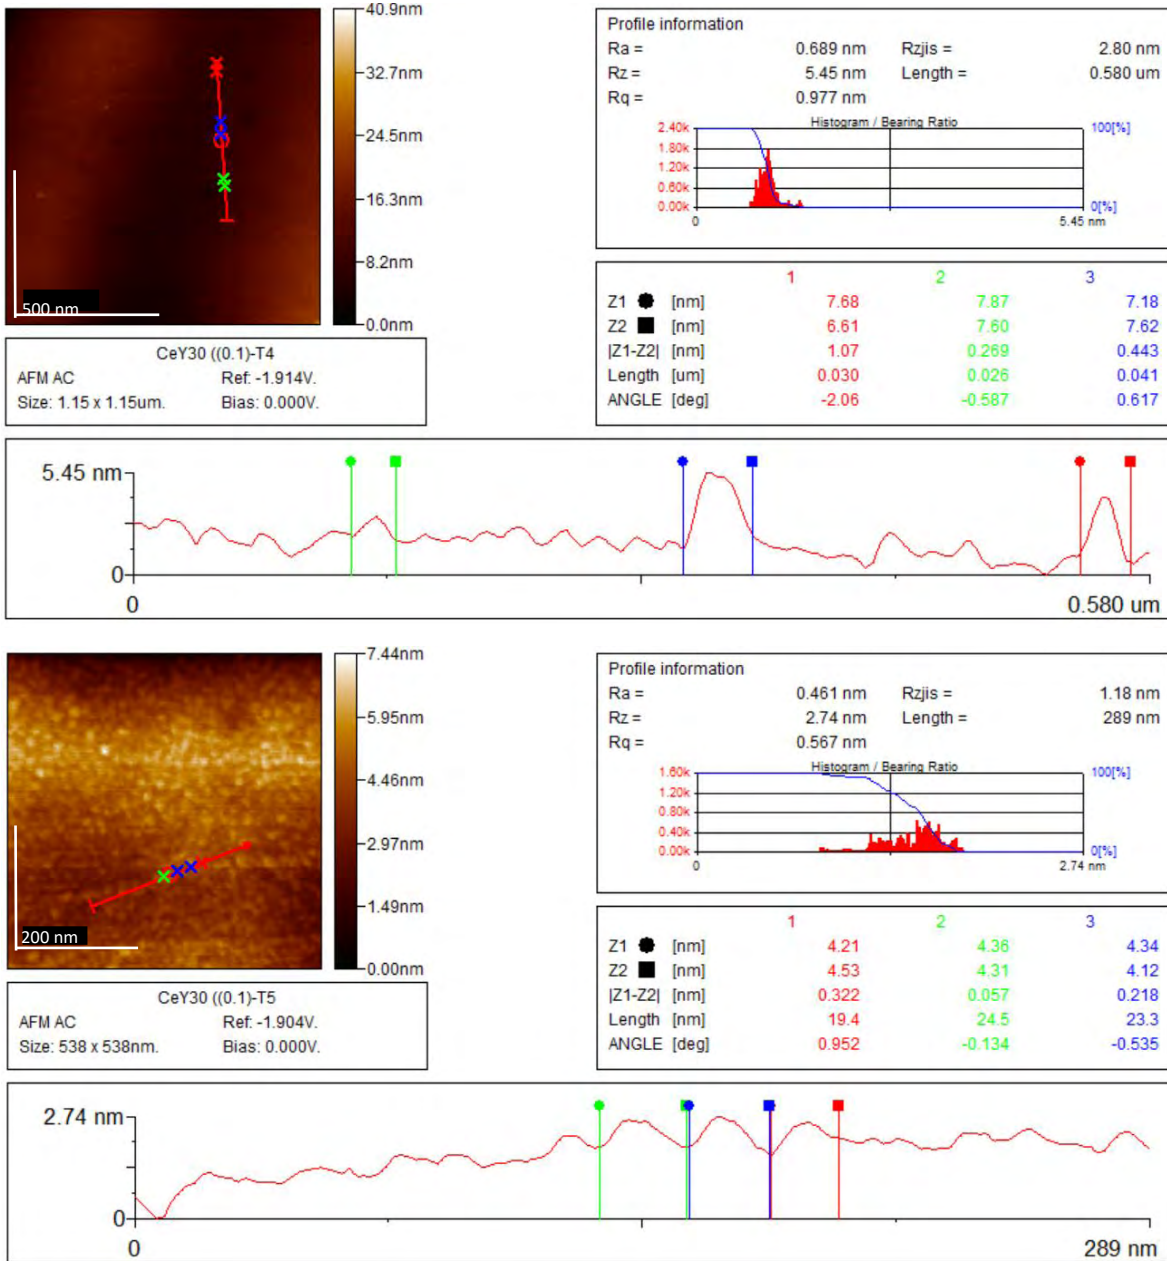 40.9nm
32.7nm
24.5nm
16.3nm
8.2nm
0.0nm
500 nm
CeY30 ((0.1)-T4
AFM AC Ref: -1.914V.
Size: 1.15 x 1.15um. Bias: 0.000V.
Profile information
Ra = 0.689 nm Rzjis = 2.80 nm
Rz = 5.45 nm Length = 0.580 um
Rq = 0.977 nm
Histogram / Bearing Ratio
2.40k 100[%]
1.80k
1.20k
0.60k
0.00k 0[%]
0 5.45 nm
1 2 3
Z1 [nm] 7.68 7.87 7.18
Z2 [nm] 6.61 7.60 7.62
|Z1-Z2| [nm] 1.07 0.269 0.443
Length [um] 0.030 0.026 0.041
ANGLE [deg] -2.06 -0.587 0.617
5.45 nm
0
0 0.580 um
7.44nm
5.95nm
4.46nm
2.97nm
1.49nm
0.00nm
200 nm
CeY30 ((0.1)-T5
AFM AC Ref: -1.904V.
Size: 538 x 538nm. Bias: 0.000V.
Profile information
Ra = 0.461 nm Rzjis = 1.18 nm
Rz = 2.74 nm Length = 289 nm
Rq = 0.567 nm
Histogram / Bearing Ratio
1.60k 100[%]
1.20k
0.80k
0.40k
0.00k 0[%]
0 2.74 nm
1 2 3
Z1 [nm] 4.21 4.36 4.34
Z2 [nm] 4.53 4.31 4.12
|Z1-Z2| [nm] 0.322 0.057 0.218
Length [nm] 19.4 24.5 23.3
ANGLE [deg] 0.952 -0.134 -0.535
2.74 nm
0
0 289 nm